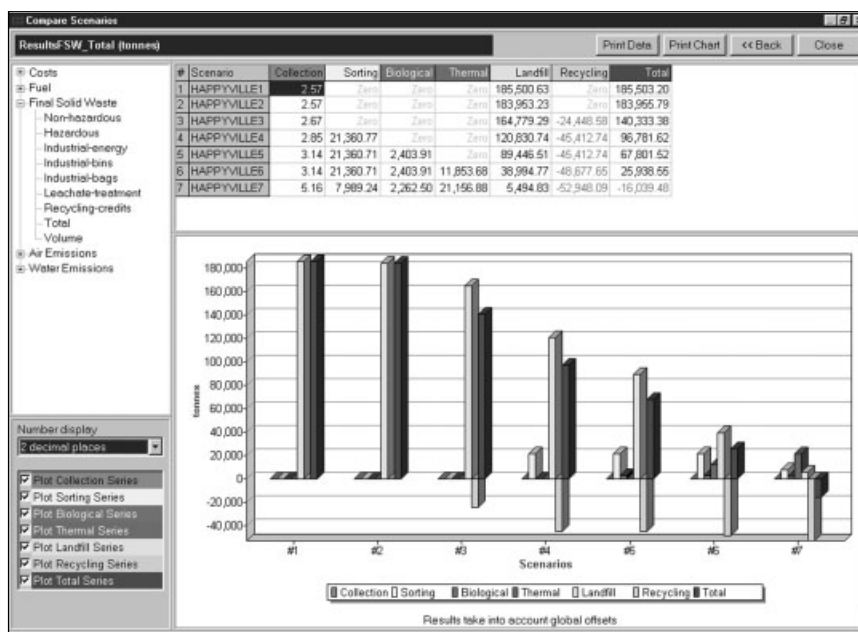 Compare Scenarios
ResultsFSW_Total (tonnes)
Print Data Print Chart << Back Close
Costs
Fuel
Final Solid Waste
Non-hazardous
Hazardous
Industrial-energy
Industrial-bins
Industrial-bags
Leachate-treatment
Recycling-credits
Total
Volume
Air Emissions
Water Emissions
# Scenario Collection Sorting Biological Thermal Landfill Recycling Total
1 HAPPYVILLE1 2.57 Zero Zero Zero 185,500.63 Zero 185,503.20
2 HAPPYVILLE2 2.57 Zero Zero Zero 183,953.23 Zero 183,955.79
3 HAPPYVILLE3 2.67 Zero Zero Zero 164,779.29 -24,448.58 140,333.38
4 HAPPYVILLE4 2.85 21,360.77 Zero Zero 120,830.74 -45,412.74 96,781.62
5 HAPPYVILLE5 3.14 21,360.71 2,403.91 Zero 89,446.51 -45,412.74 67,801.52
6 HAPPYVILLE6 3.14 21,360.71 2,403.91 11,853.68 38,994.77 -48,677.65 25,938.55
7 HAPPYVILLE7 5.16 7,989.24 2,262.50 21,156.88 5,494.83 -52,948.09 -16,039.48
Number display
2 decimal places
Plot Collection Series
Plot Sorting Series
Plot Biological Series
Plot Thermal Series
Plot Landfill Series
Plot Recycling Series
Plot Total Series
tonnes
180,000
160,000
140,000
120,000
100,000
80,000
60,000
40,000
20,000
0
-20,000
-40,000
#1 #2 #3 #4 #5 #6 #7
Scenarios
Collection Sorting Biological Thermal Landfill Recycling Total
Results take into account global offsets